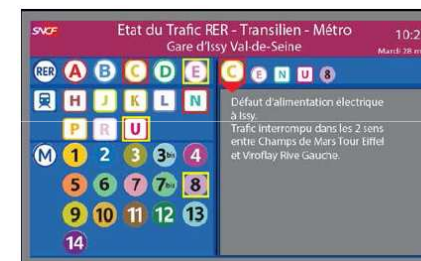 SNCF
Etat du Trafic RER - Transilien - Métro
10:2
Gare d'Issy Val-de-Seine
Mardi 28 m
RER A B C D E
H J K L N
P R U
M 1 2 3 3bis 4
5 6 7 7bis 8
9 10 11 12 13
14
C E N U 8
Défaut d'alimentation électrique
à Issy.
Trafic interrompu dans les 2 sens
entre Champs de Mars Tour Eiffel
et Viroflay Rive Gauche.